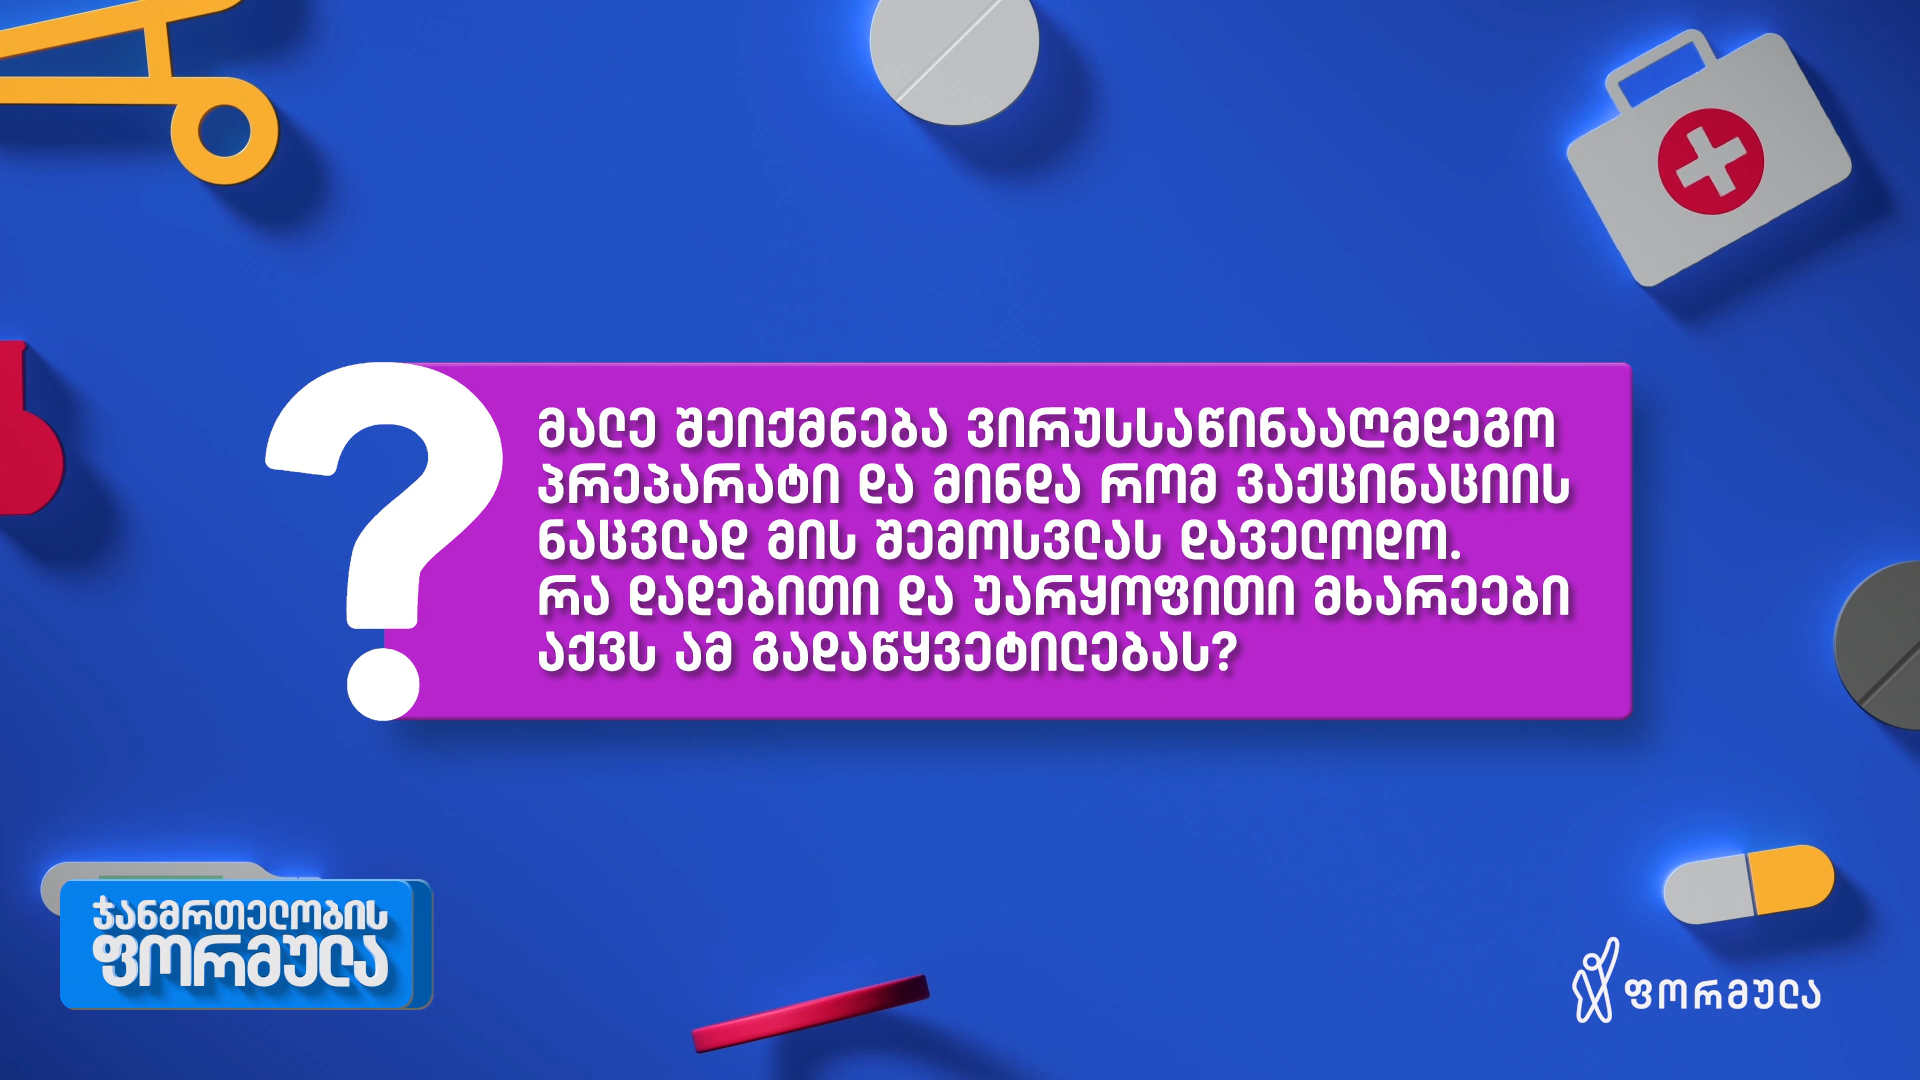 მალე შეიქმნება ვირუსსაწინააღმდეგო
პრეპარატი და მინდა რომ ვაქცინაციის
ნაცვლად მის შემოსვლას დაველოდო.
რა დადებითი და უარყოფითი მხარეები
აქვს ამ გადაწყვეტილებას?
ჯანმრთელობის
ფორმულა
ფორმულა